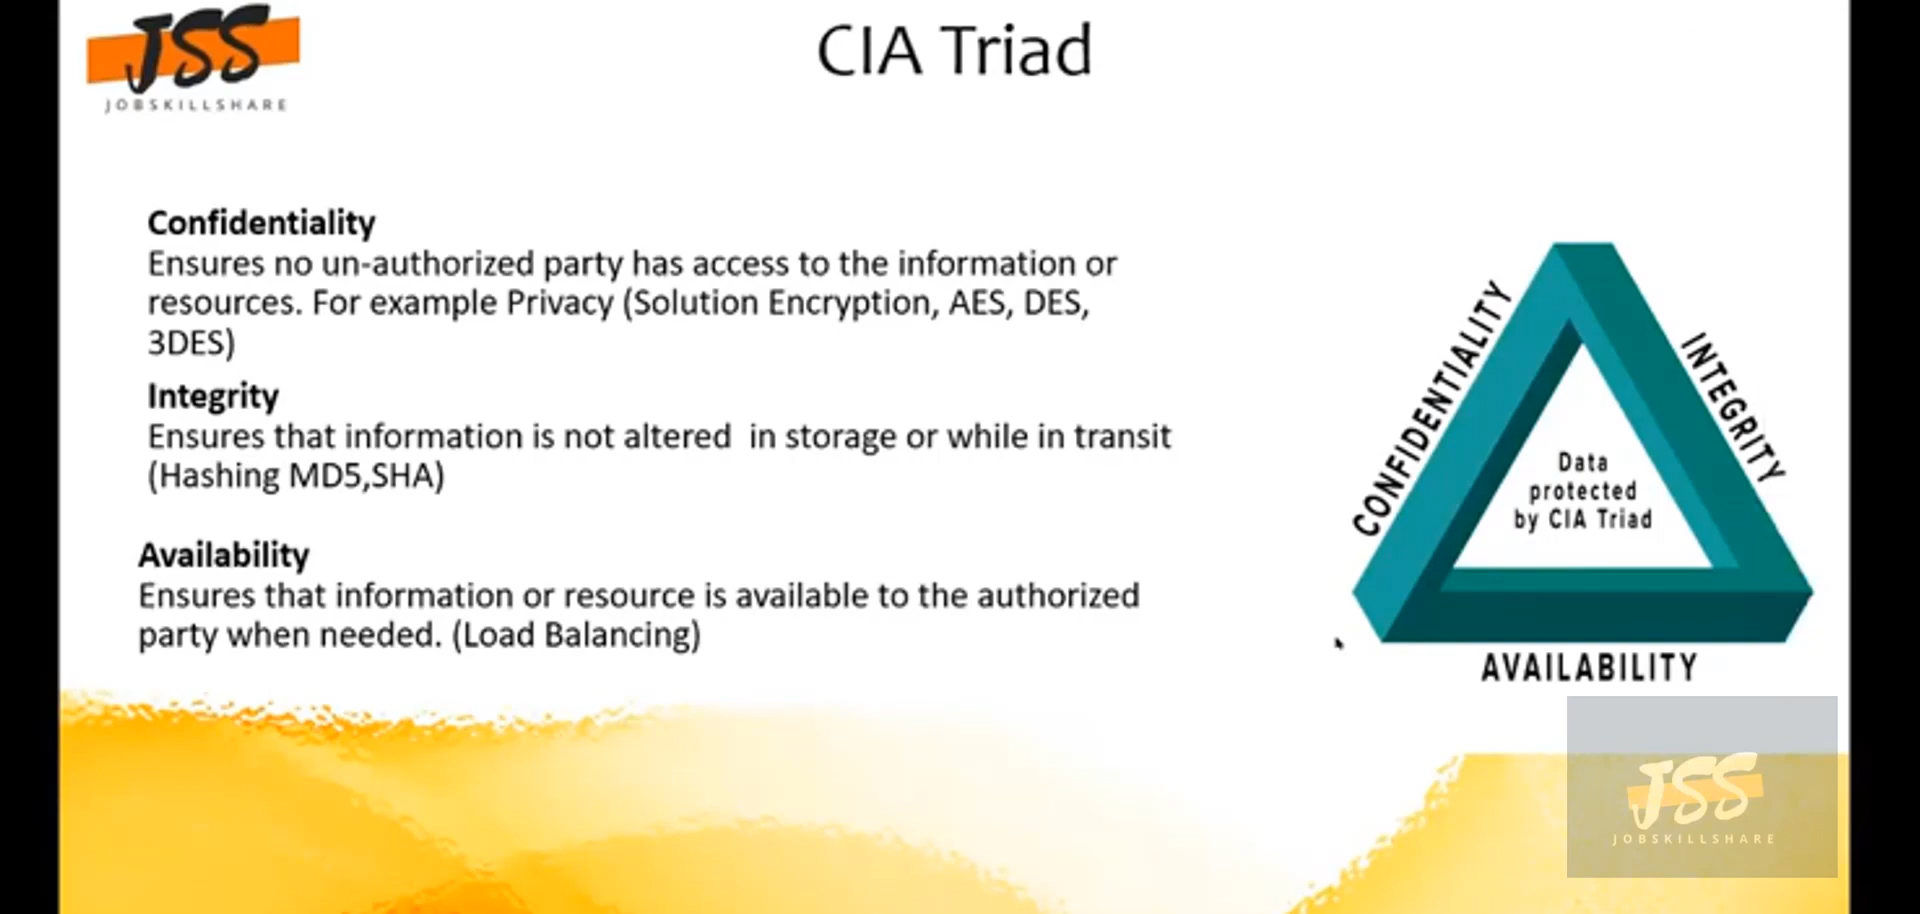 JSS
JOBSKILLSHARE
CIA Triad
Confidentiality
Ensures no un-authorized party has access to the information or
resources. For example Privacy (Solution Encryption, AES, DES,
3DES)
Integrity
Ensures that information is not altered  in storage or while in transit
(Hashing MD5,SHA)
Availability
Ensures that information or resource is available to the authorized
party when needed. (Load Balancing)
CONFIDENTIALITY
INTEGRITY
Data
protected
by CIA Triad
AVAILABILITY
JSS
JOBSKILLSHARE